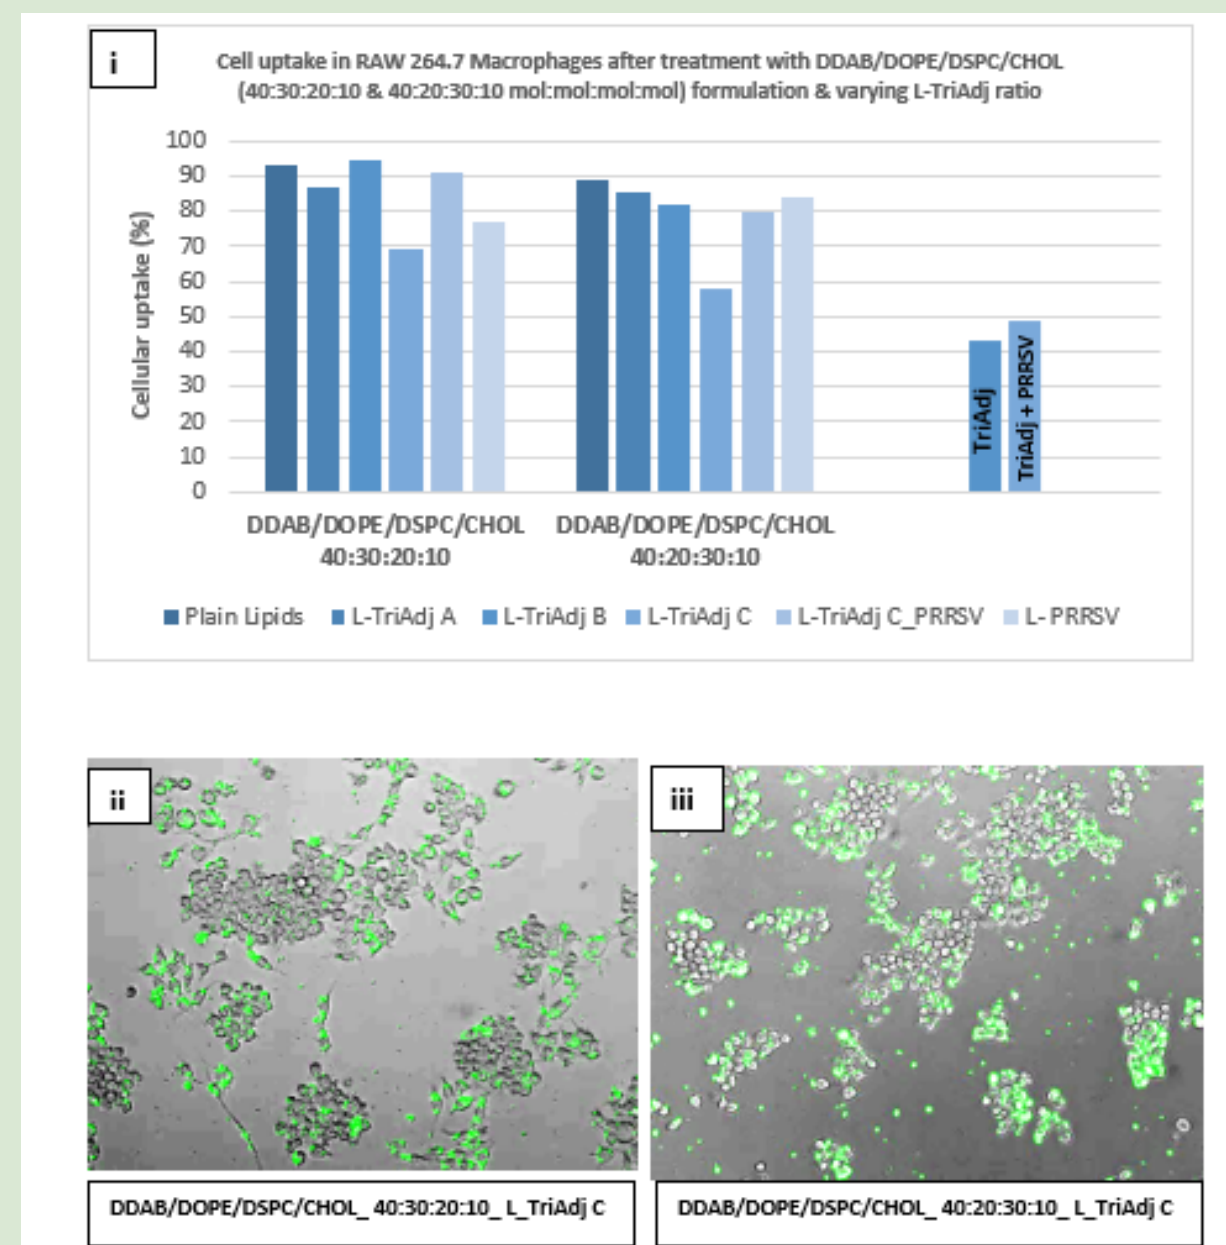 i
Cell uptake in RAW 264.7 Macrophages after treatment with DDAB/DOPE/DSPC/CHOL
(40:30:20:10 & 40:20:30:10 mol:mol:mol:mol) formulation & varying L-TriAdj ratio
Cellular uptake (%)
100
90
80
70
60
50
40
30
20
10
0
TriAdj
TriAdj + PRRSV
DDAB/DOPE/DSPC/CHOL DDAB/DOPE/DSPC/CHOL
40:30:20:10 40:20:30:10
Plain Lipids L-TriAdj A L-TriAdj B L-TriAdj C L-TriAdj C_PRRSV L- PRRSV
ii
iii
DDAB/DOPE/DSPC/CHOL_ 40:30:20:10_ L_TriAdj C
DDAB/DOPE/DSPC/CHOL_ 40:20:30:10_ L_TriAdj C